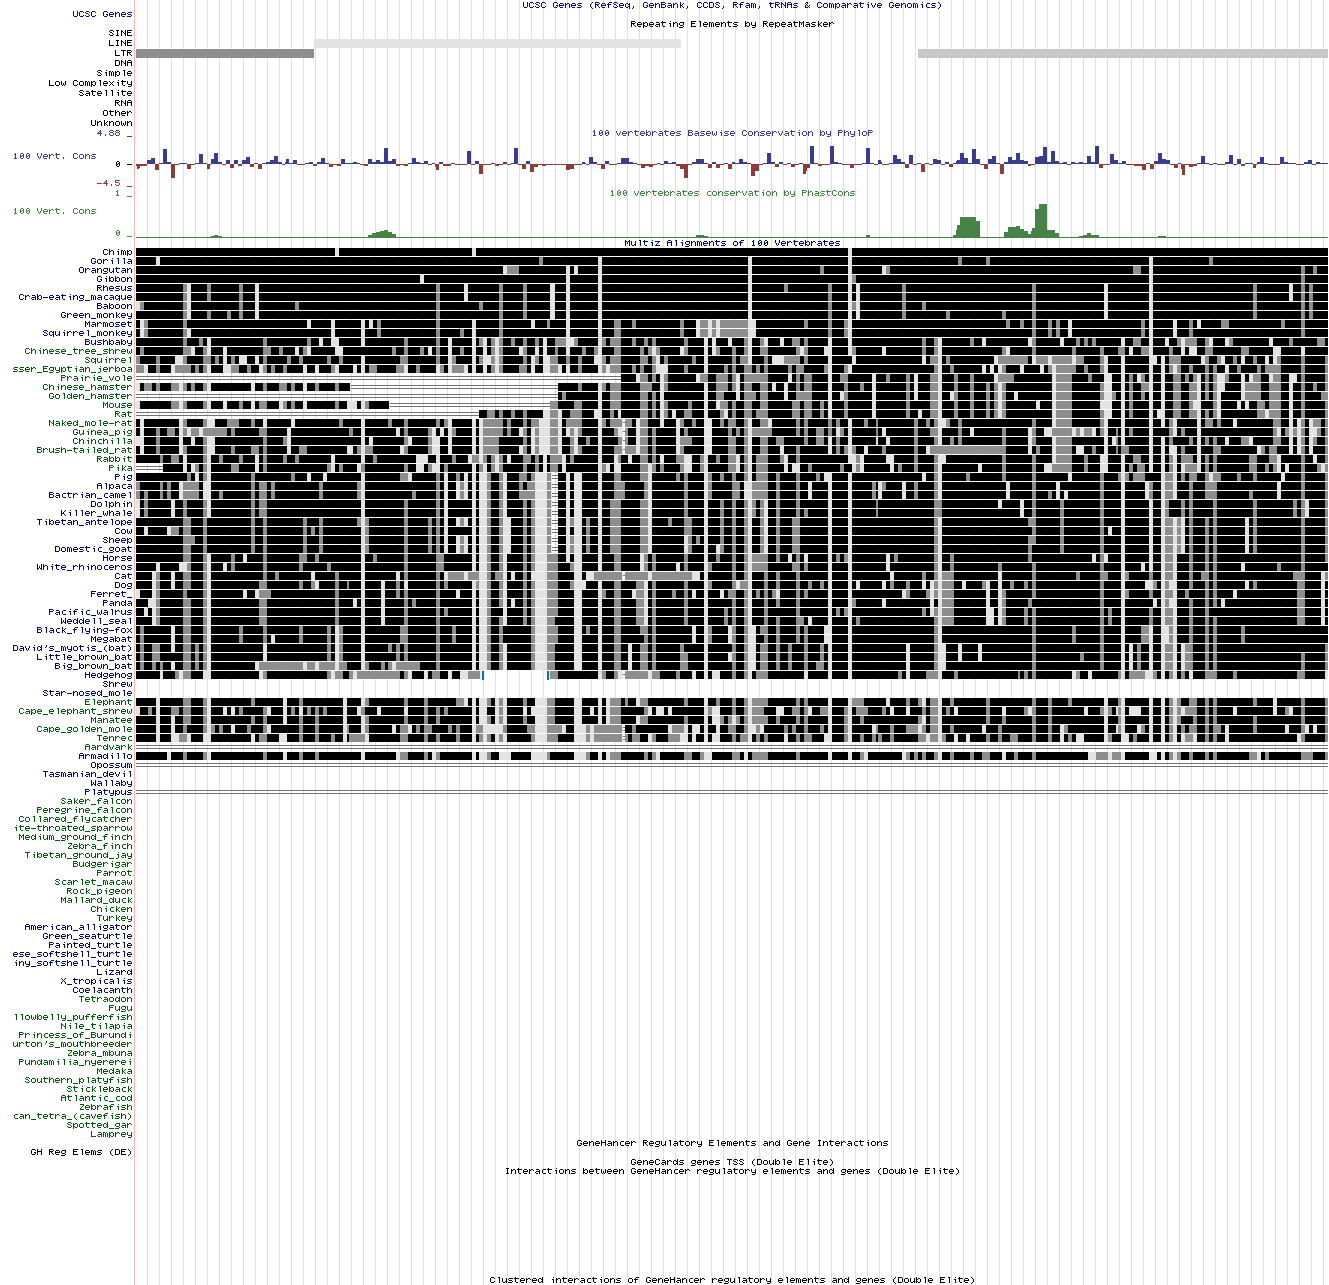 UCSC Genes (RefSeq, GenBank, CCDS, Rfam, tRNAs & Comparative Genomics)
UCSC Genes
Repeating Elements by RepeatMasker
SINE
LINE
LTR
DNA
Simple
Low Complexity
Satellite
RNA
Other
Unknown
4.88 _
100 vertebrates Basewise Conservation by PhyloP
100 Vert. Cons
0 _
-4.5 _
1 _
100 vertebrates conservation by PhastCons
100 Vert. Cons
0 _
Multiz Alignments of 100 Vertebrates
Chimp
Gorilla
Orangutan
Gibbon
Rhesus
Crab-eating_macaque
Baboon
Green_monkey
Marmoset
Squirrel_monkey
Bushbaby
Chinese_tree_shrew
Squirrel
sser_Egyptian_jerboa
Prairie_vole
Chinese_hamster
Golden_hamster
Mouse
Rat
Naked_mole-rat
Guinea_pig
Chinchilla
Brush-tailed_rat
Rabbit
Pika
Pig
Alpaca
Bactrian_camel
Dolphin
Killer_whale
Tibetan_antelope
Cow
Sheep
Domestic_goat
Horse
White_rhinoceros
Cat
Dog
Ferret_
Panda
Pacific_walrus
Weddell_seal
Black_flying-fox
Megabat
David's_myotis_(bat)
Little_brown_bat
Big_brown_bat
Hedgehog
Shrew
Star-nosed_mole
Elephant
Cape_elephant_shrew
Manatee
Cape_golden_mole
Tenrec
Aardvark
Armadillo
Opossum
Tasmanian_devil
Wallaby
Platypus
Saker_falcon
Peregrine_falcon
Collared_flycatcher
ite-throated_sparrow
Medium_ground_finch
Zebra_finch
Tibetan_ground_jay
Budgerigar
Parrot
Scarlet_macaw
Rock_pigeon
Mallard_duck
Chicken
Turkey
American_alligator
Green_seaturtle
Painted_turtle
ese_softshell_turtle
iny_softshell_turtle
Lizard
X_tropicalis
Coelacanth
Tetraodon
Fugu
llowbelly_pufferfish
Nile_tilapia
Princess_of_Burundi
urton's_mouthbreeder
Zebra_mbuna
Pundamilia_nyererei
Medaka
Southern_platyfish
Stickleback
Atlantic_cod
Zebrafish
can_tetra_(cavefish)
Spotted_gar
Lamprey
GeneHancer Regulatory Elements and Gene Interactions
GH Reg Elems (DE)
GeneCards genes TSS (Double Elite)
Interactions between GeneHancer regulatory elements and genes (Double Elite)
Clustered interactions of GeneHancer regulatory elements and genes (Double Elite)